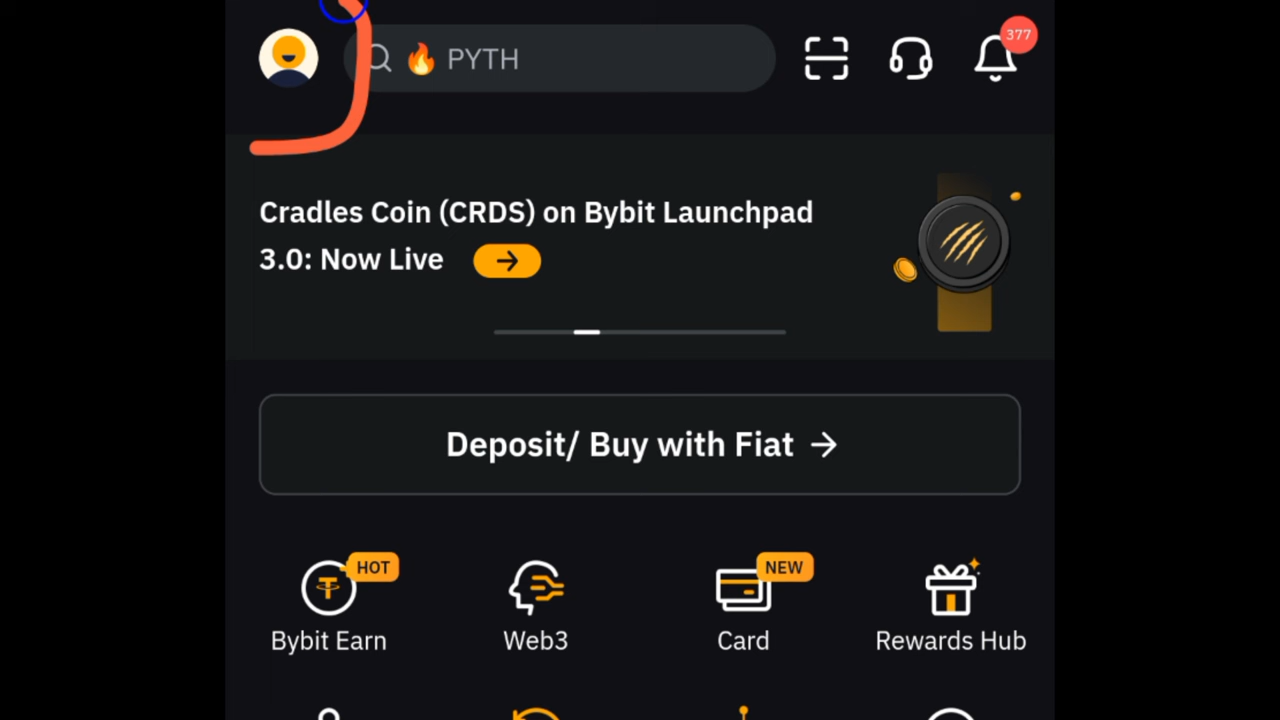 PYTH
377
Cradles Coin (CRDS) on Bybit Launchpad
3.0: Now Live
Deposit/ Buy with Fiat
HOT
NEW
Bybit Earn
Web3
Card
Rewards Hub